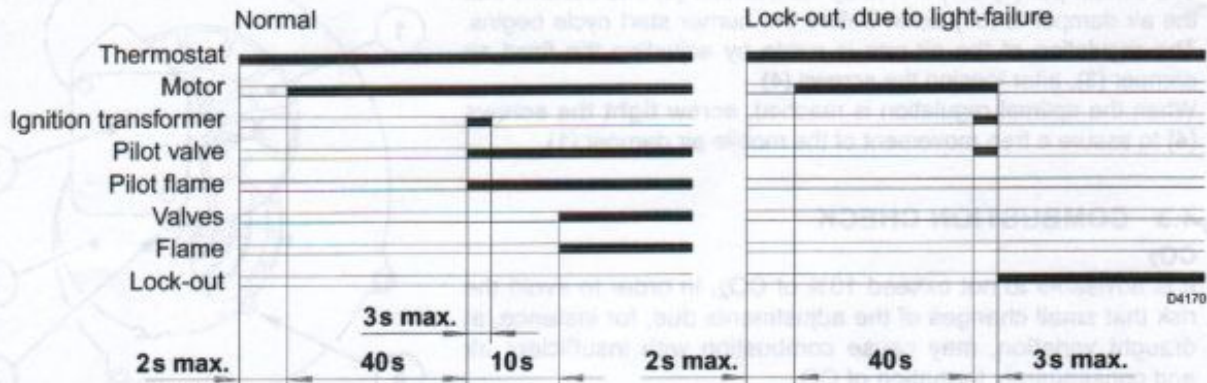 Normal
Lock-out, due to light-failure
Thermostat
Motor
Ignition transformer
Pilot valve
Pilot flame
Valves
Flame
Lock-out
D4170
3s max.
2s max. 40s 10s 2s max. 40s 3s max.